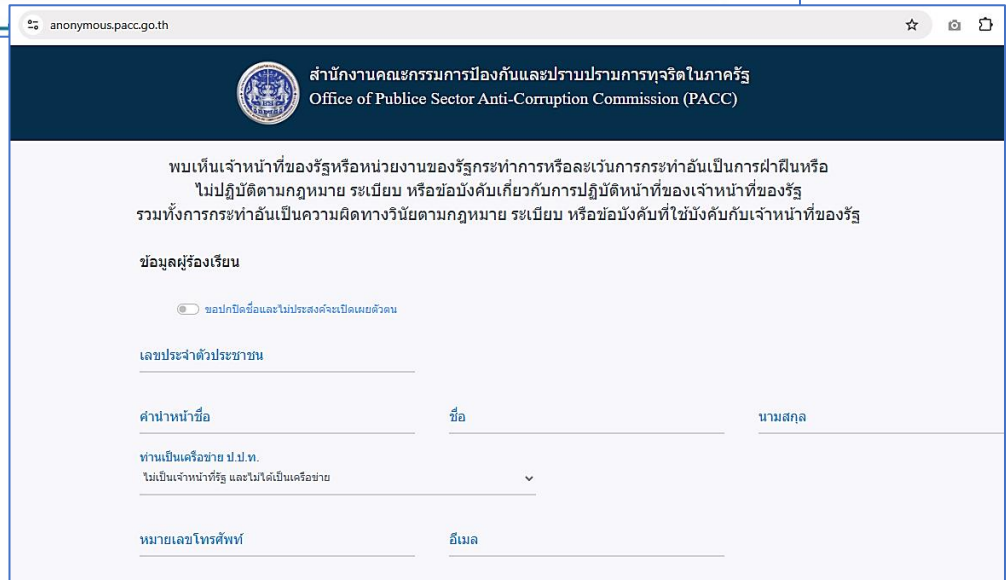 anonymous.pacc.go.th
สำนักงานคณะกรรมการป้องกันและปราบปรามการทุจริตในภาครัฐ
Office of Publice Sector Anti-Corruption Commission (PACC)
พบเห็นเจ้าหน้าที่ของรัฐหรือหน่วยงานของรัฐกระทำการหรือละเว้นการกระทำอันเป็นการฝ่าฝืนหรือ
ไม่ปฏิบัติตามกฎหมาย ระเบียบ หรือข้อบังคับเกี่ยวกับการปฏิบัติหน้าที่ของเจ้าหน้าที่ของรัฐ
รวมทั้งการกระทำอันเป็นความผิดทางวินัยตามกฎหมาย ระเบียบ หรือข้อบังคับที่ใช้บังคับกับเจ้าหน้าที่ของรัฐ
ข้อมูลผู้ร้องเรียน
ขอปกปิดชื่อและไม่ประสงค์จะเปิดเผยตัวตน
เลขประจำตัวประชาชน
คำนำหน้าชื่อ ชื่อ นามสกุล
ท่านเป็นเครือข่าย ป.ป.ท.
ไม่เป็นเจ้าหน้าที่รัฐ และไม่ได้เป็นเครือข่าย
หมายเลขโทรศัพท์ อีเมล